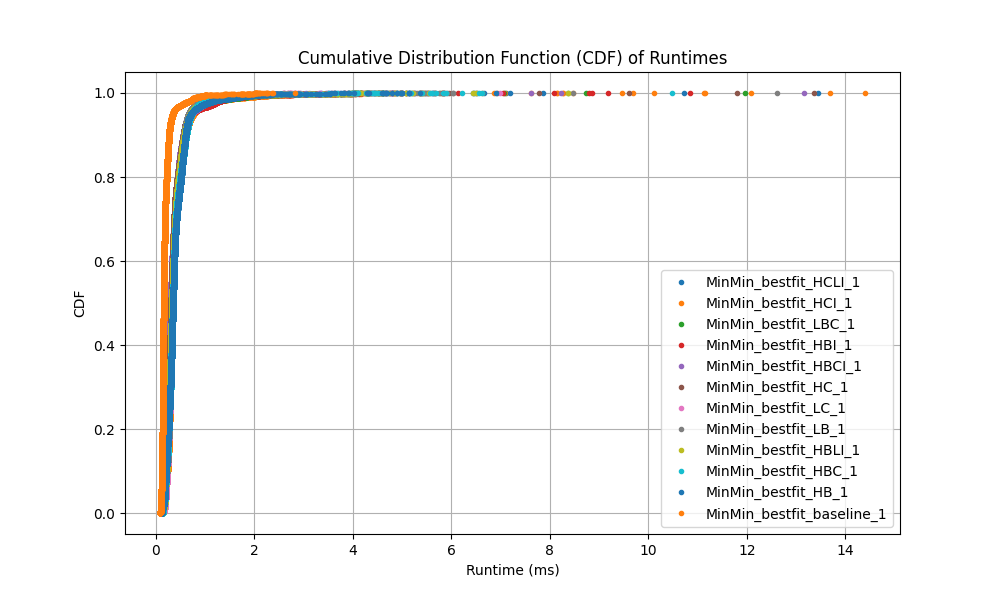 Cumulative Distribution Function (CDF) of Runtimes
1.0
0.8
0.6
0.4
0.2
0.0
CDF
0 2 4 6 8 10 12 14
Runtime (ms)
MinMin_bestfit_HCLI_1
MinMin_bestfit_HCI_1
MinMin_bestfit_LBC_1
MinMin_bestfit_HBI_1
MinMin_bestfit_HBCI_1
MinMin_bestfit_HC_1
MinMin_bestfit_LC_1
MinMin_bestfit_LB_1
MinMin_bestfit_HBLI_1
MinMin_bestfit_HBC_1
MinMin_bestfit_HB_1
MinMin_bestfit_baseline_1